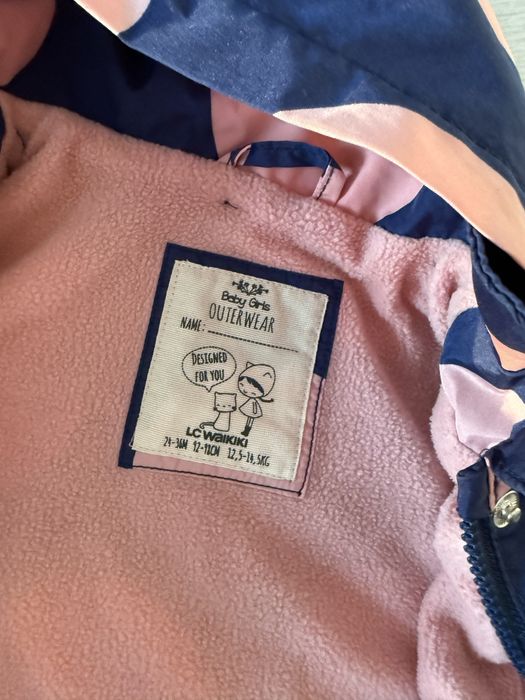 Baby Girls
OUTERWEAR
NAME:
DESIGNED
FOR YOU
LC WAIKIKI
24-36M 92-98CM 12,5-14,5KG